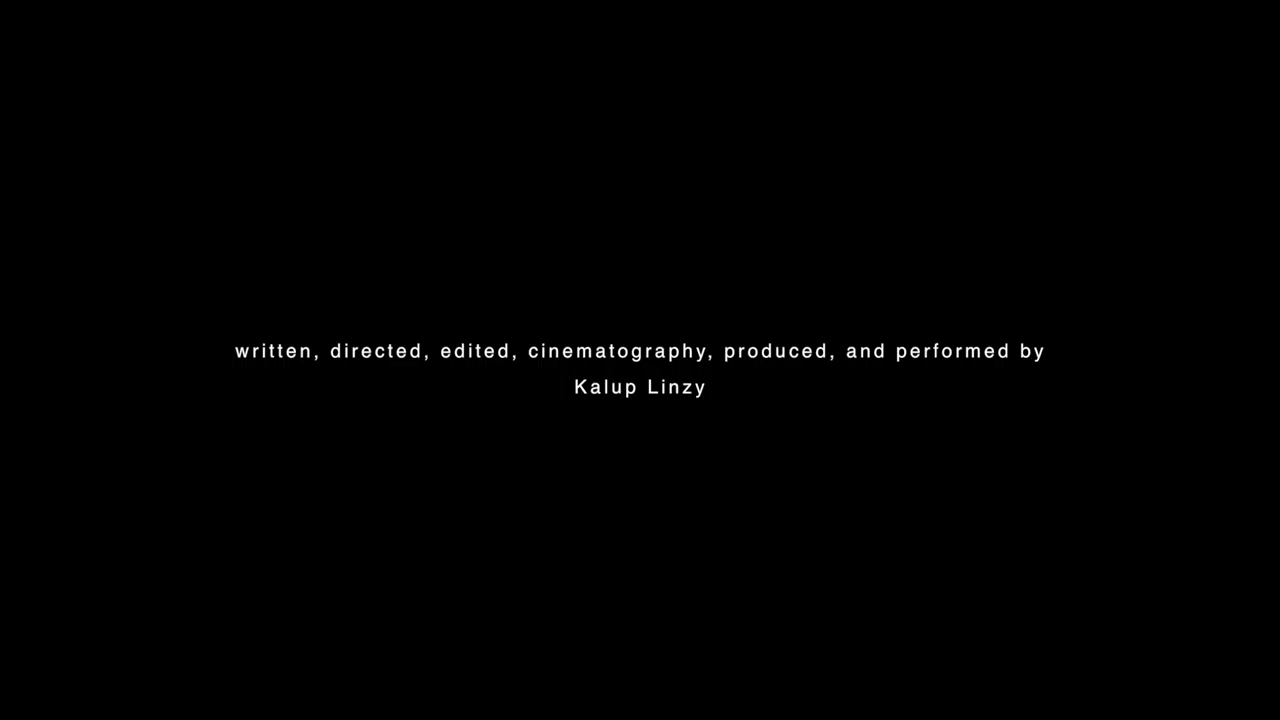 written, directed, edited, cinematography, produced, and performed by
Kalup Linzy